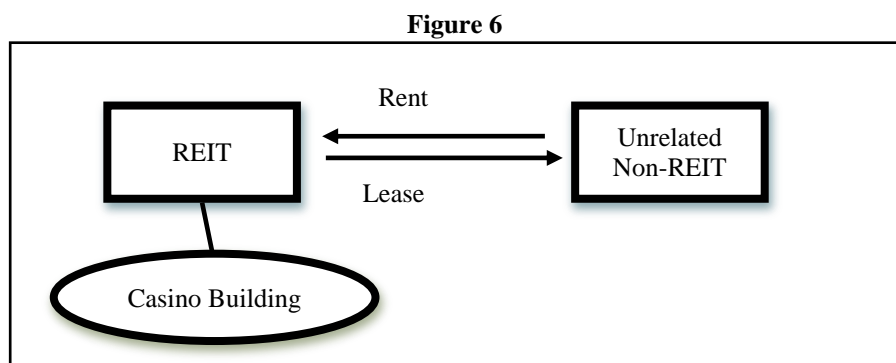 Figure 6
Rent
REIT
Unrelated
Non-REIT
Lease
Casino Building